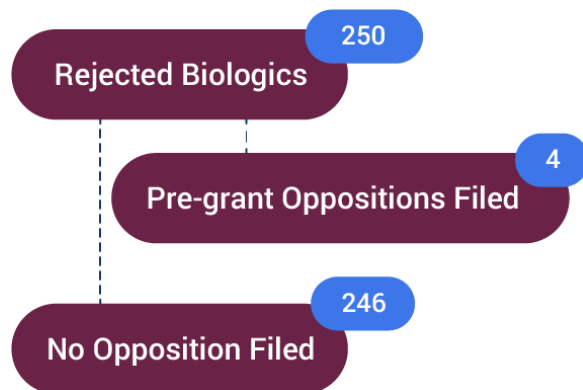 250
Rejected Biologics
4
Pre-grant Oppositions Filed
246
No Opposition Filed